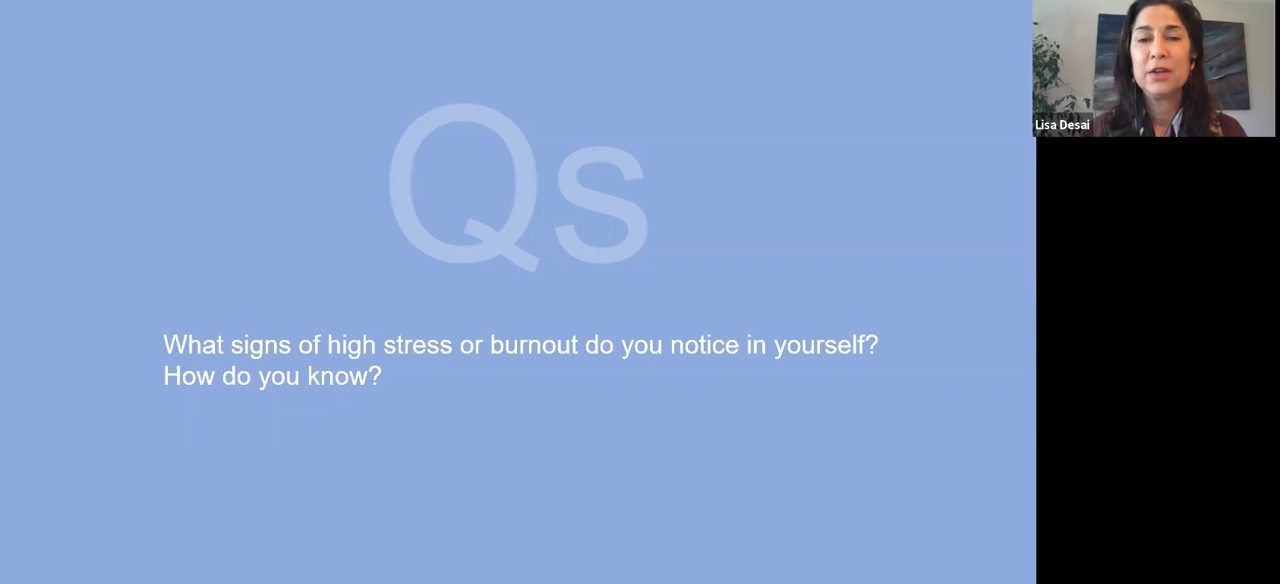 Qs
What signs of high stress or burnout do you notice in yourself?
How do you know?
Lisa Desai